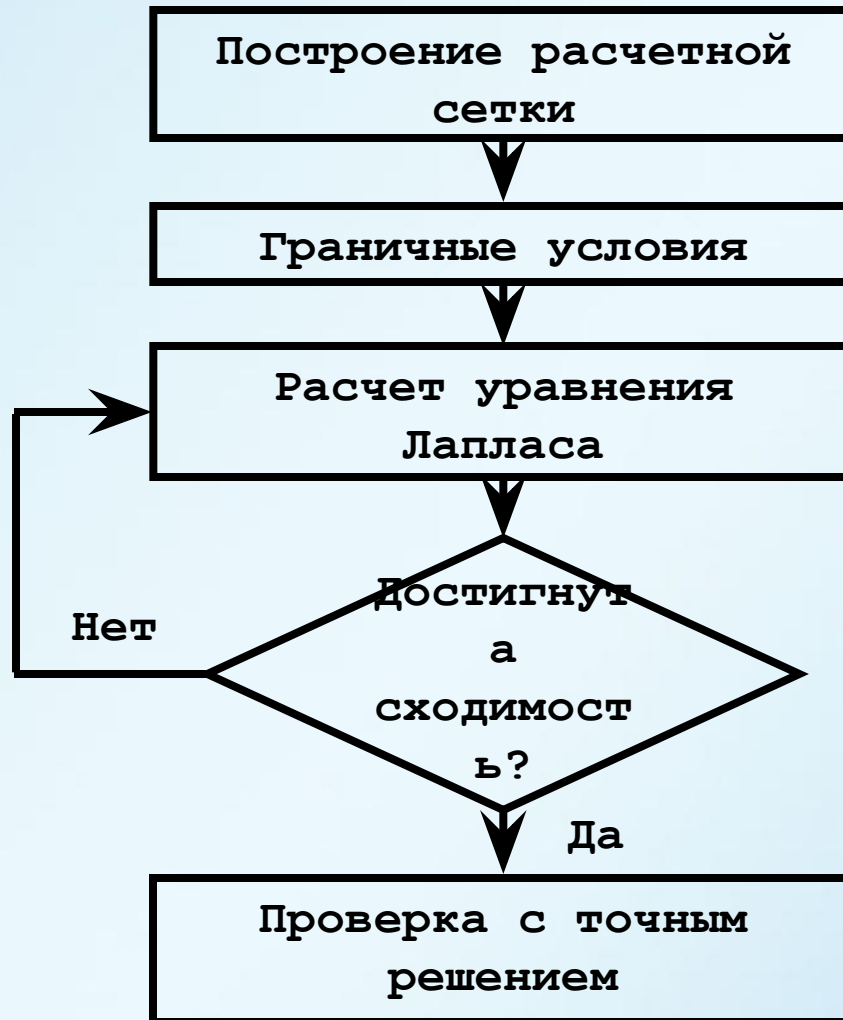 Построение расчетной
сетки
Граничные условия
Расчет уравнения
Лапласа
Достигнут
а
сходимост
ь?
Нет
Да
Проверка с точным
решением